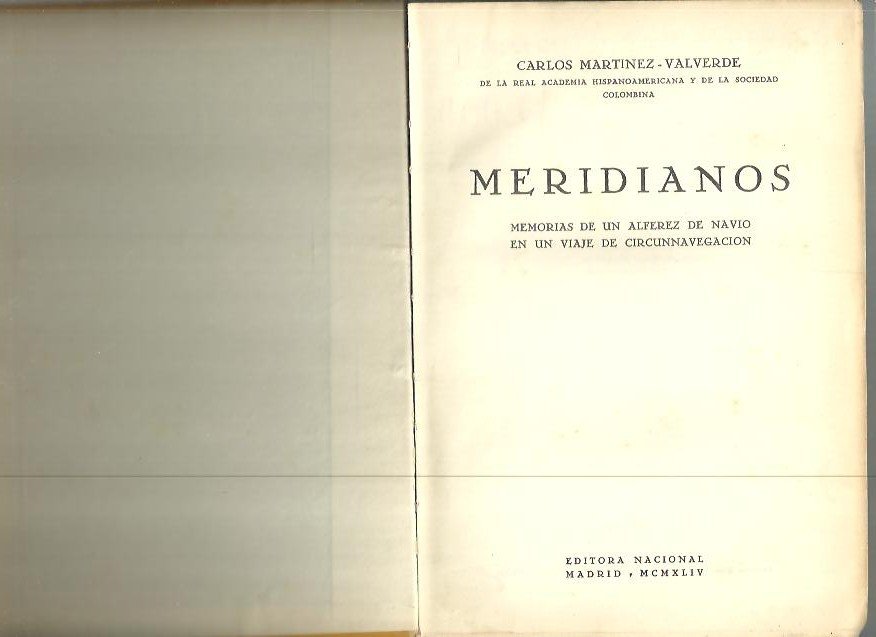 CARLOS MARTINEZ-VALVERDE
DE LA REAL ACADEMIA HISPANOAMERICANA Y DE LA SOCIEDAD
COLOMBINA
MERIDIANOS
MEMORIAS DE UN ALFEREZ DE NAVIO
EN UN VIAJE DE CIRCUNNAVEGACION
EDITORA NACIONAL
MADRID, MCMXLIV